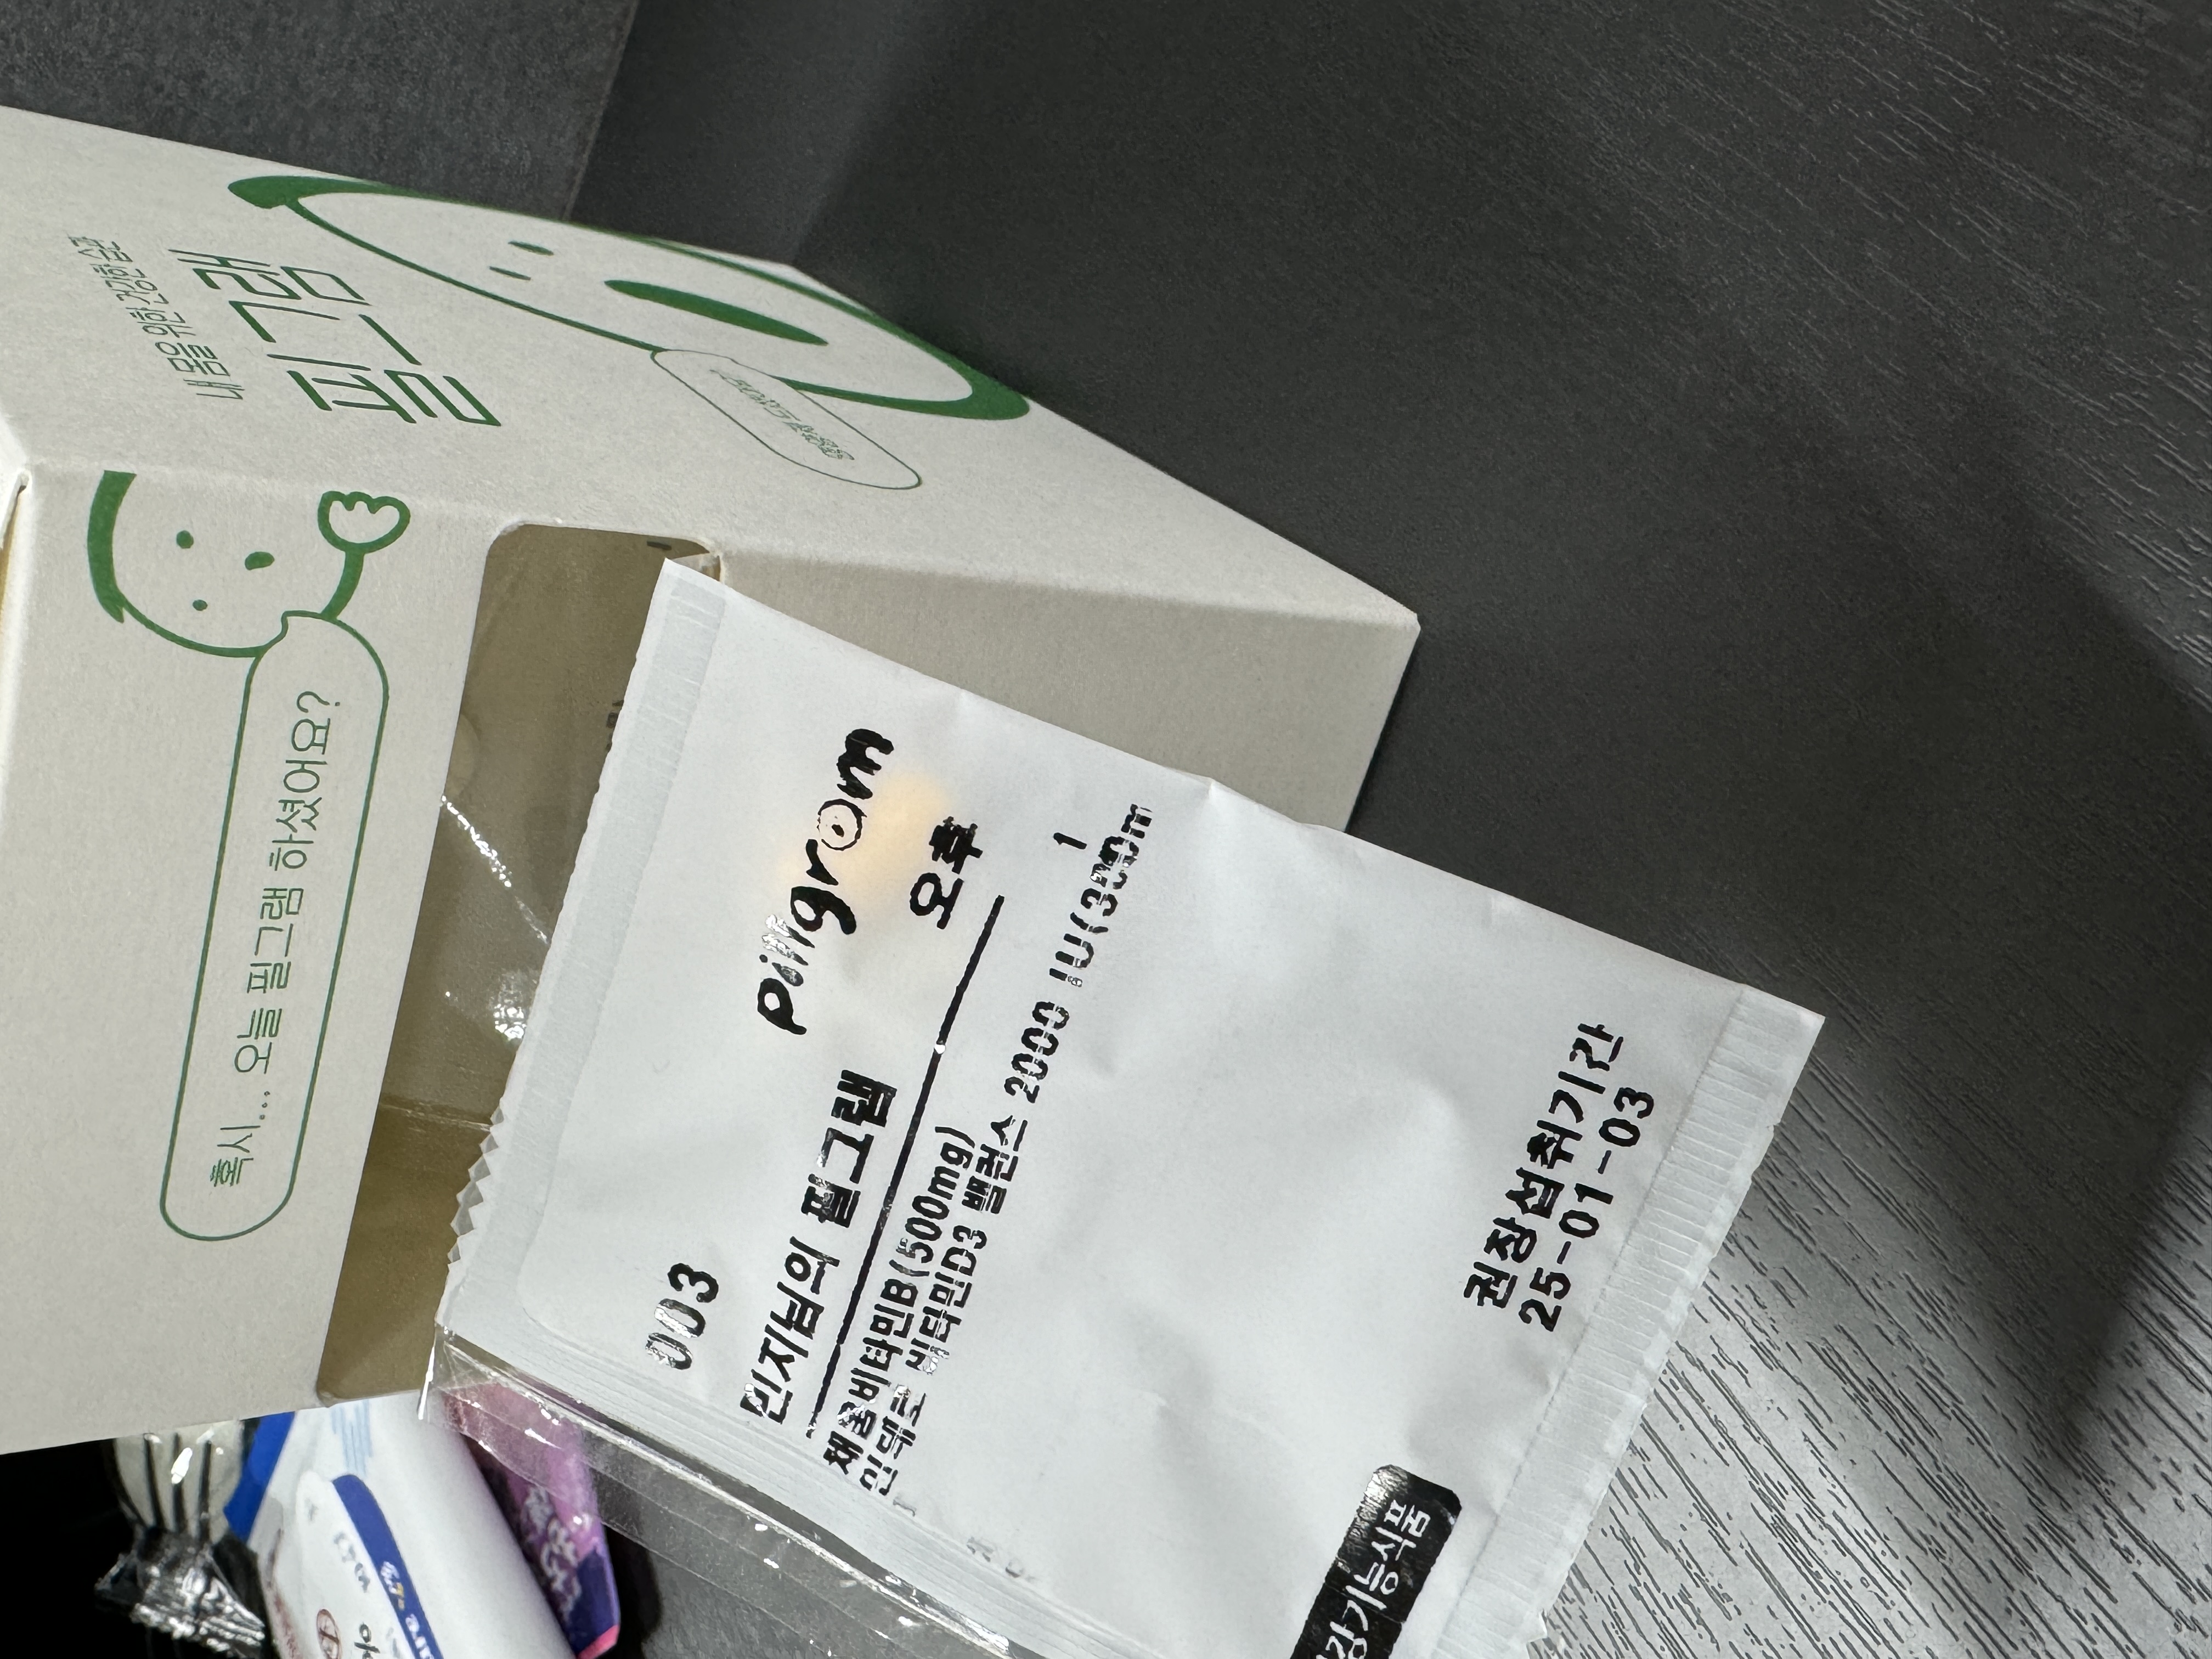 내 몸을 위한 건강한 습관
필그램
혹시... 오늘 필그램 하셨어요?
003
민지님의 필그램
pillgram
오후
채움비타민B(500mg) 1
인테로 비타민D3 밸런스 2000 IU(300m
권장섭취기간
25-01-03
강기능식품